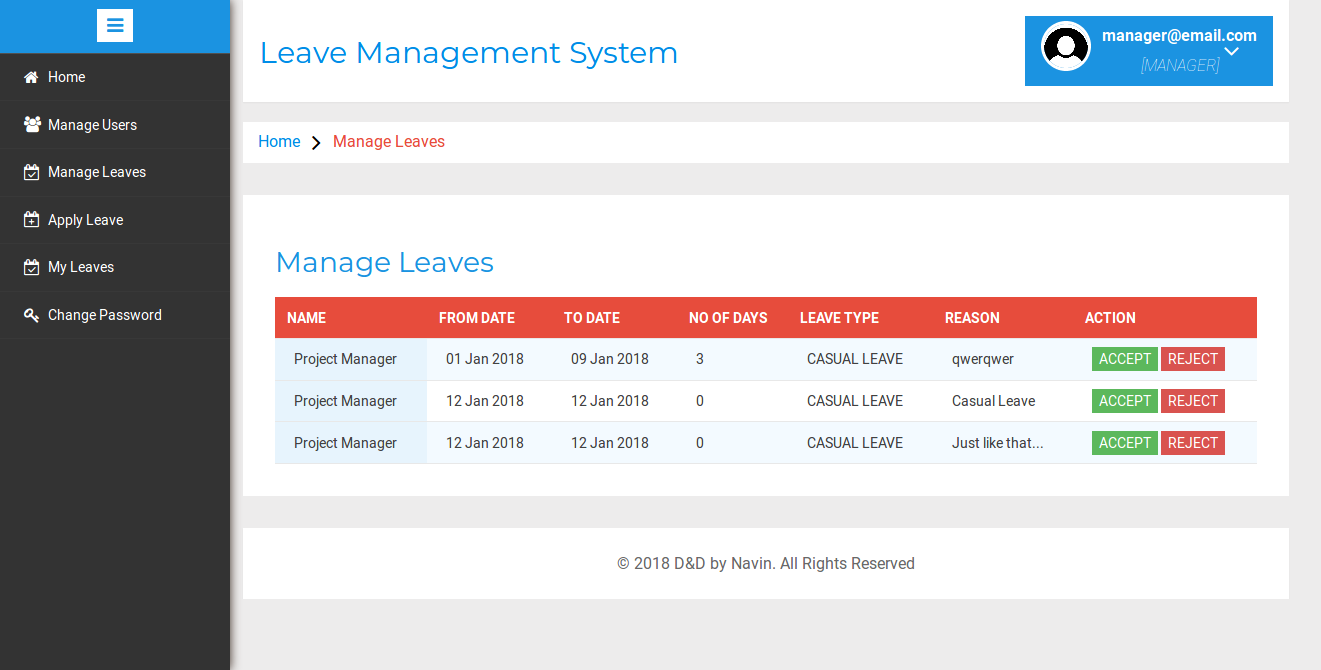 Leave Management System
manager@email.com
[MANAGER]
Home
Manage Users
Manage Leaves
Apply Leave
My Leaves
Change Password
Home Manage Leaves
Manage Leaves
NAME FROM DATE TO DATE NO OF DAYS LEAVE TYPE REASON ACTION
Project Manager 01 Jan 2018 09 Jan 2018 3 CASUAL LEAVE qwerqwer ACCEPT REJECT
Project Manager 12 Jan 2018 12 Jan 2018 0 CASUAL LEAVE Casual Leave ACCEPT REJECT
Project Manager 12 Jan 2018 12 Jan 2018 0 CASUAL LEAVE Just like that... ACCEPT REJECT
© 2018 D&D by Navin. All Rights Reserved